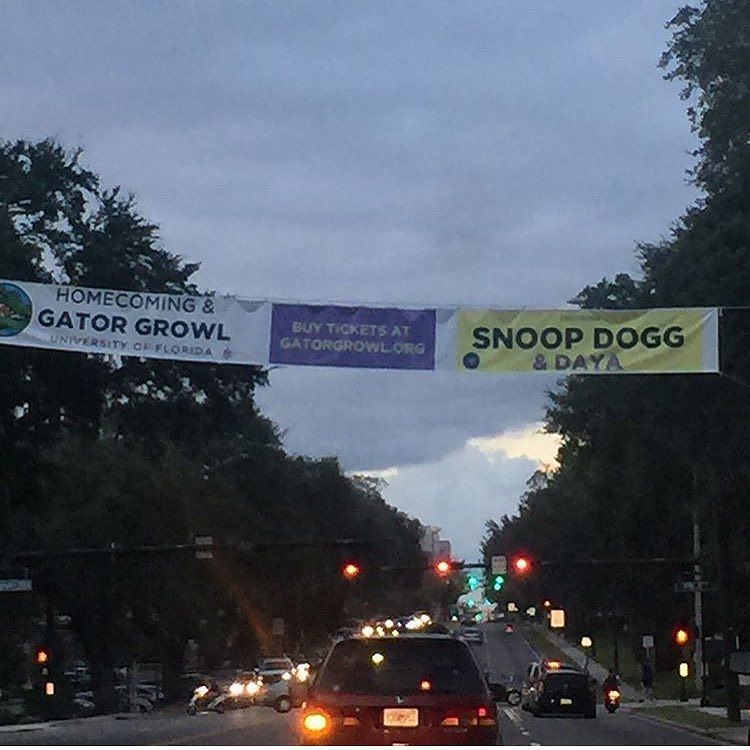 HOMECOMING &
GATOR GROWL
UNIVERSITY OF FLORIDA
BUY TICKETS AT
GATORGROWL.ORG
SNOOP DOGG
& DAYA